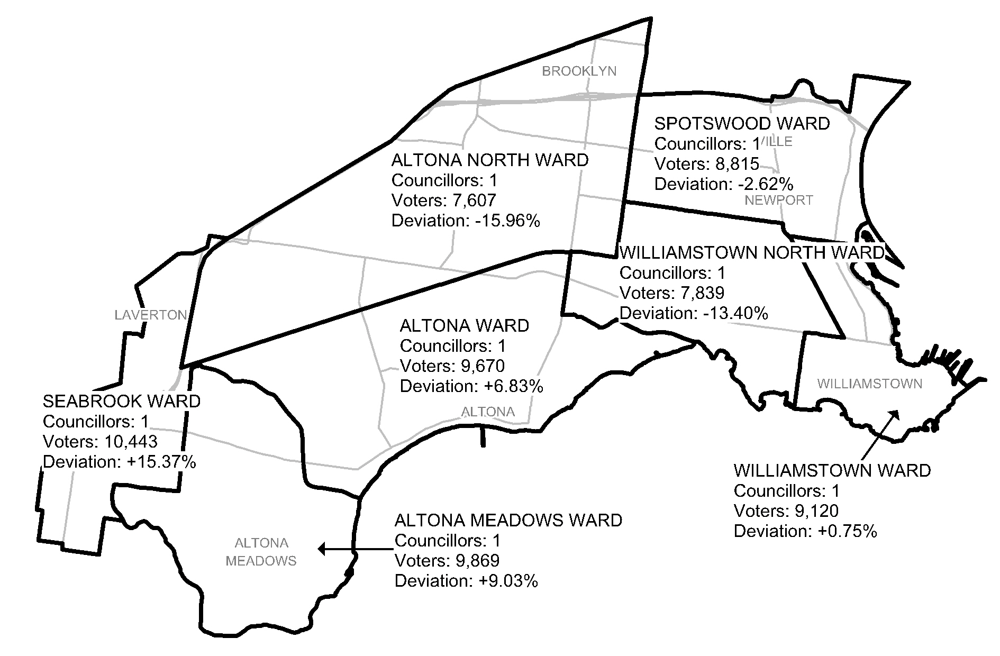 BROOKLYN
SPOTSWOOD WARD
Councillors: 1
VILLE
Voters: 8,815
Deviation: -2.62%
NEWPORT
ALTONA NORTH WARD
Councillors: 1
Voters: 7,607
Deviation: -15.96%
WILLIAMSTOWN NORTH WARD
Councillors: 1
Voters: 7,839
Deviation: -13.40%
LAVERTON
ALTONA WARD
Councillors: 1
Voters: 9,670
Deviation: +6.83%
ALTONA
WILLIAMSTOWN
SEABROOK WARD
Councillors: 1
Voters: 10,443
Deviation: +15.37%
WILLIAMSTOWN WARD
Councillors: 1
Voters: 9,120
Deviation: +0.75%
ALTONA MEADOWS WARD
Councillors: 1
Voters: 9,869
Deviation: +9.03%
ALTONA
MEADOWS